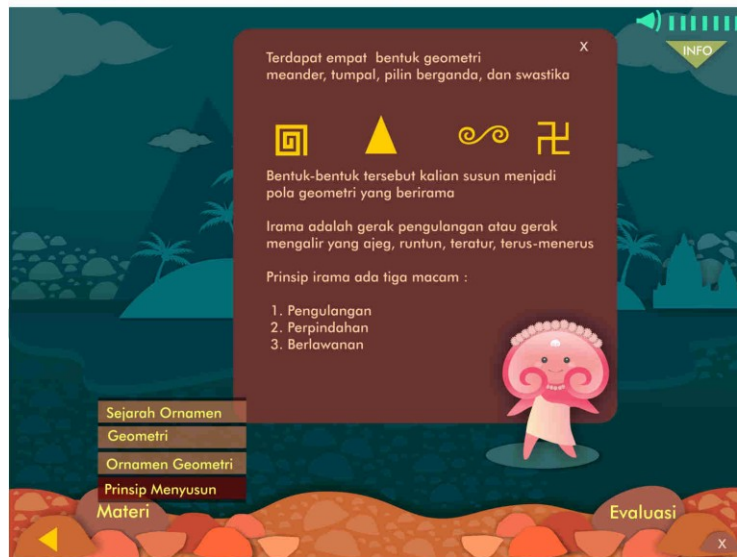 INFO
X
Terdapat empat bentuk geometri
meander, tumpal, pilin berganda, dan swastika
Bentuk-bentuk tersebut kalian susun menjadi
pola geometri yang berirama
Irama adalah gerak pengulangan atau gerak
mengalir yang ajeg, runtun, teratur, terus-menerus
Prinsip irama ada tiga macam :
1. Pengulangan
2. Perpindahan
3. Berlawanan
Sejarah Ornamen
Geometri
Ornamen Geometri
Prinsip Menyusun
Materi
Evaluasi
X